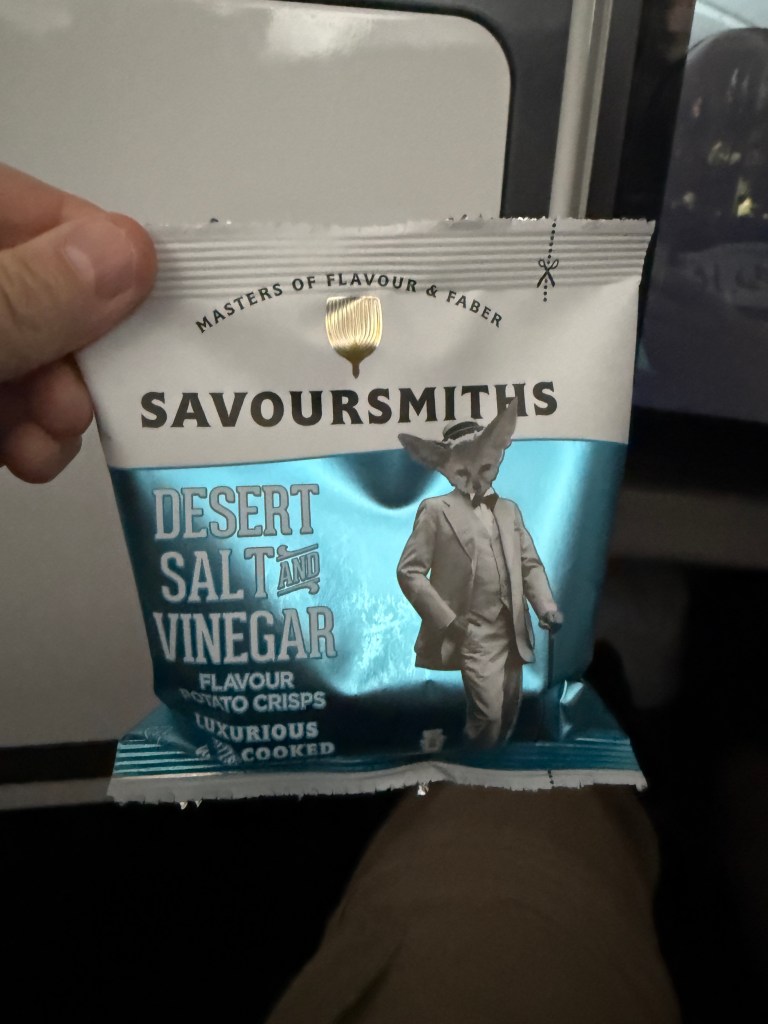 MASTERS OF FLAVOUR & FABER
SAVOURSMITHS
DESERT
SALT AND
VINEGAR
FLAVOUR
POTATO CRISPS
LUXURIOUS
COOKED